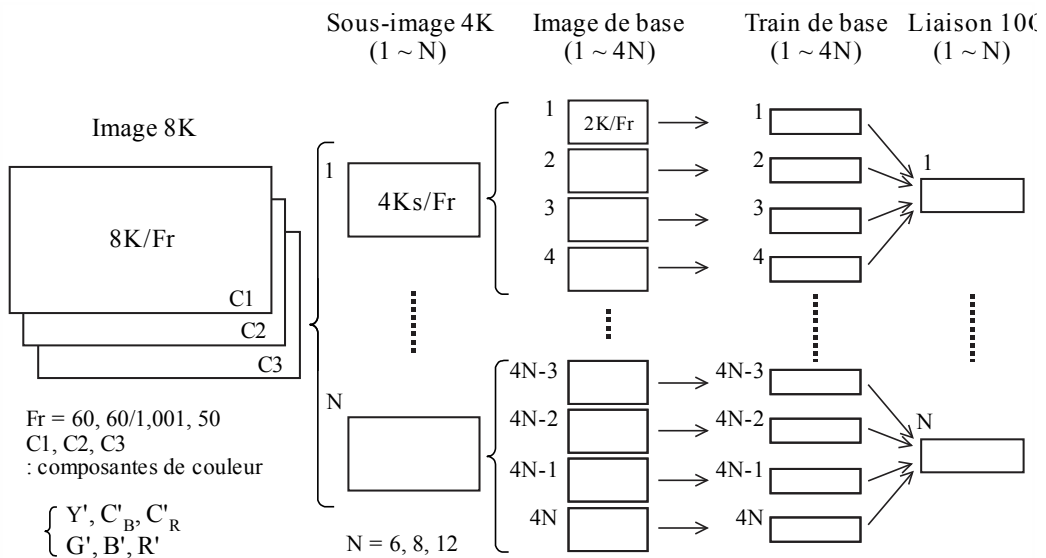 Sous-image 4K
(1 ~ N)
Image de base
(1 ~ 4N)
Train de base
(1 ~ 4N)
Liaison 10
(1 ~ N)
Image 8K
8K/Fr
C1
C2
C3
1
4Ks/Fr
N
1
2K/Fr
2
3
4
4N-3
4N-2
4N-1
4N
1
2
3
4
4N-3
4N-2
4N-1
4N
1
N
Fr = 60, 60/1,001, 50
C1, C2, C3
: composantes de couleur
Y', C'B, C'R
G', B', R'
N = 6, 8, 12